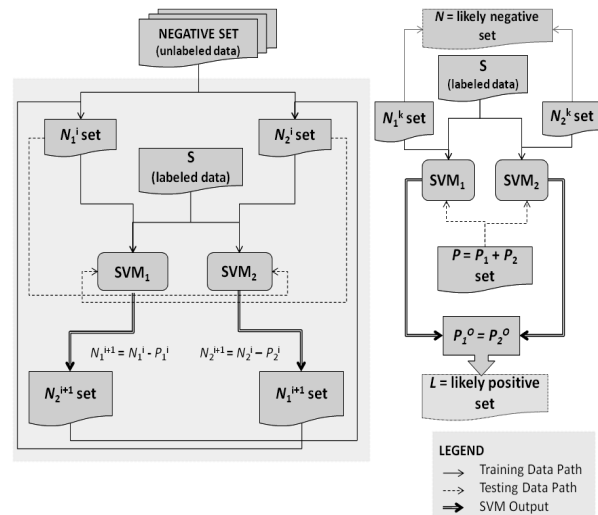 NEGATIVE SET
(unlabeled data)
N₁ⁱ set
N₂ⁱ set
S
(labeled data)
SVM₁
SVM₂
N₁ⁱ⁺¹ = N₁ⁱ - P₁ⁱ
N₂ⁱ⁺¹ = N₂ⁱ – P₂ⁱ
N₂ⁱ⁺¹ set
N₁ⁱ⁺¹ set
N = likely negative
set
S
(labeled data)
N₁ᵏ set
N₂ᵏ set
SVM₁
SVM₂
P = P₁ + P₂
set
P₁ᴼ = P₂ᴼ
L = likely positive
set
LEGEND
Training Data Path
Testing Data Path
SVM Output